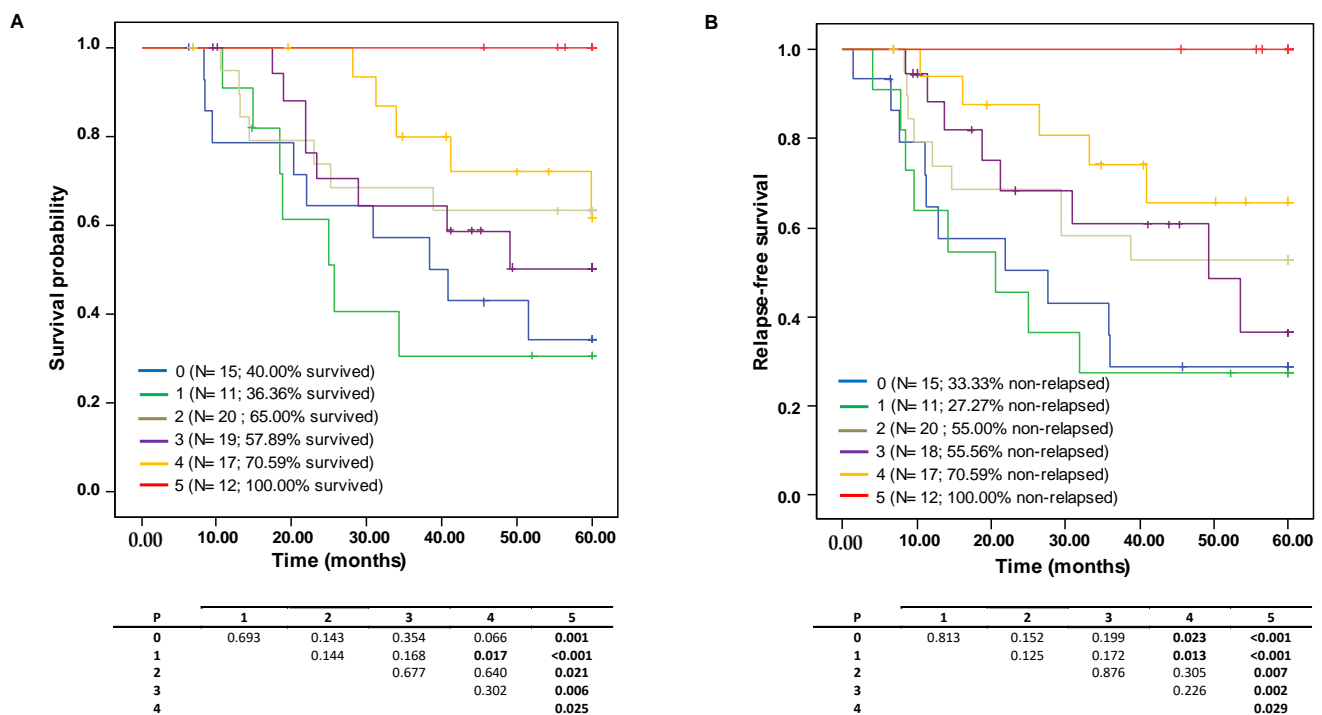 A
Survival probability
1.0
0.8
0.6
0.4
0.2
0.0
0 (N= 15; 40.00% survived)
1 (N= 11; 36.36% survived)
2 (N= 20 ; 65.00% survived)
3 (N= 19; 57.89% survived)
4 (N= 17; 70.59% survived)
5 (N= 12; 100.00% survived)
0.00 10.00 20.00 30.00 40.00 50.00 60.00
Time (months)
P 1 2 3 4 5
0 0.693 0.143 0.354 0.066 0.001
1 0.144 0.168 0.017 <0.001
2 0.677 0.640 0.021
3 0.302 0.006
4 0.025
B
Relapse-free survival
1.0
0.8
0.6
0.4
0.2
0.0
0 (N= 15; 33.33% non-relapsed)
1 (N= 11; 27.27% non-relapsed)
2 (N= 20 ; 55.00% non-relapsed)
3 (N= 18; 55.56% non-relapsed)
4 (N= 17; 70.59% non-relapsed)
5 (N= 12; 100.00% non-relapsed)
0.00 10.00 20.00 30.00 40.00 50.00 60.00
Time (months)
P 1 2 3 4 5
0 0.813 0.152 0.199 0.023 <0.001
1 0.125 0.172 0.013 <0.001
2 0.876 0.305 0.007
3 0.226 0.002
4 0.029